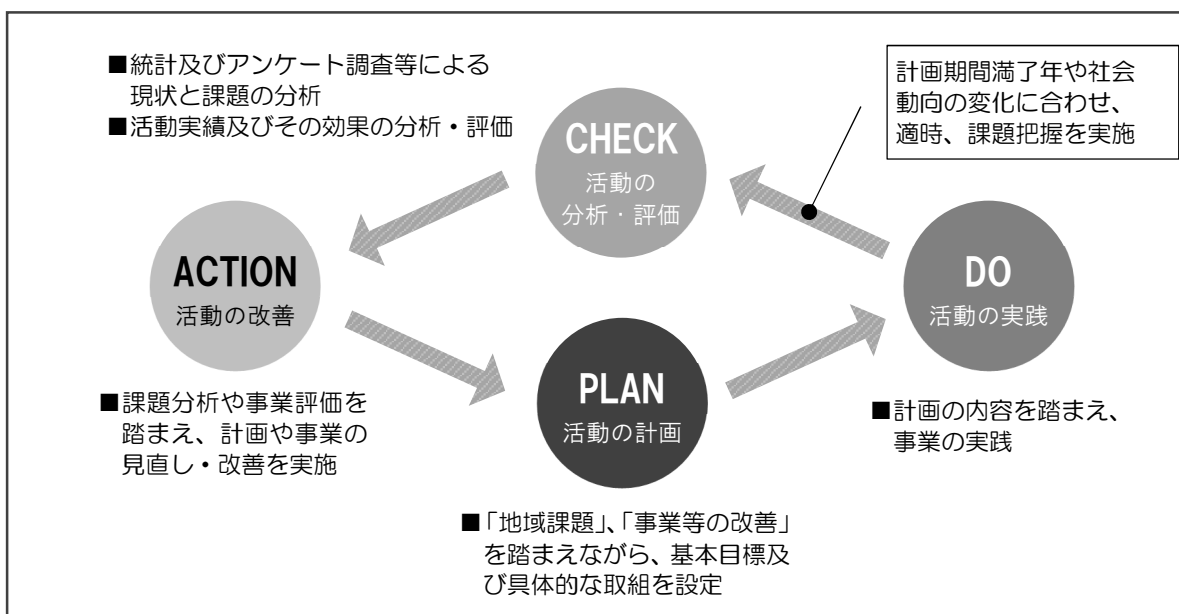 ■統計及びアンケート調査等による
現状と課題の分析
■活動実績及びその効果の分析・評価
計画期間満了年や社会
動向の変化に合わせ、
適時、課題把握を実施
CHECK
活動の
分析・評価
ACTION
活動の改善
DO
活動の実践
PLAN
活動の計画
■課題分析や事業評価を
踏まえ、計画や事業の
見直し・改善を実施
■計画の内容を踏まえ、
事業の実践
■「地域課題」、「事業等の改善」
を踏まえながら、基本目標及
び具体的な取組を設定